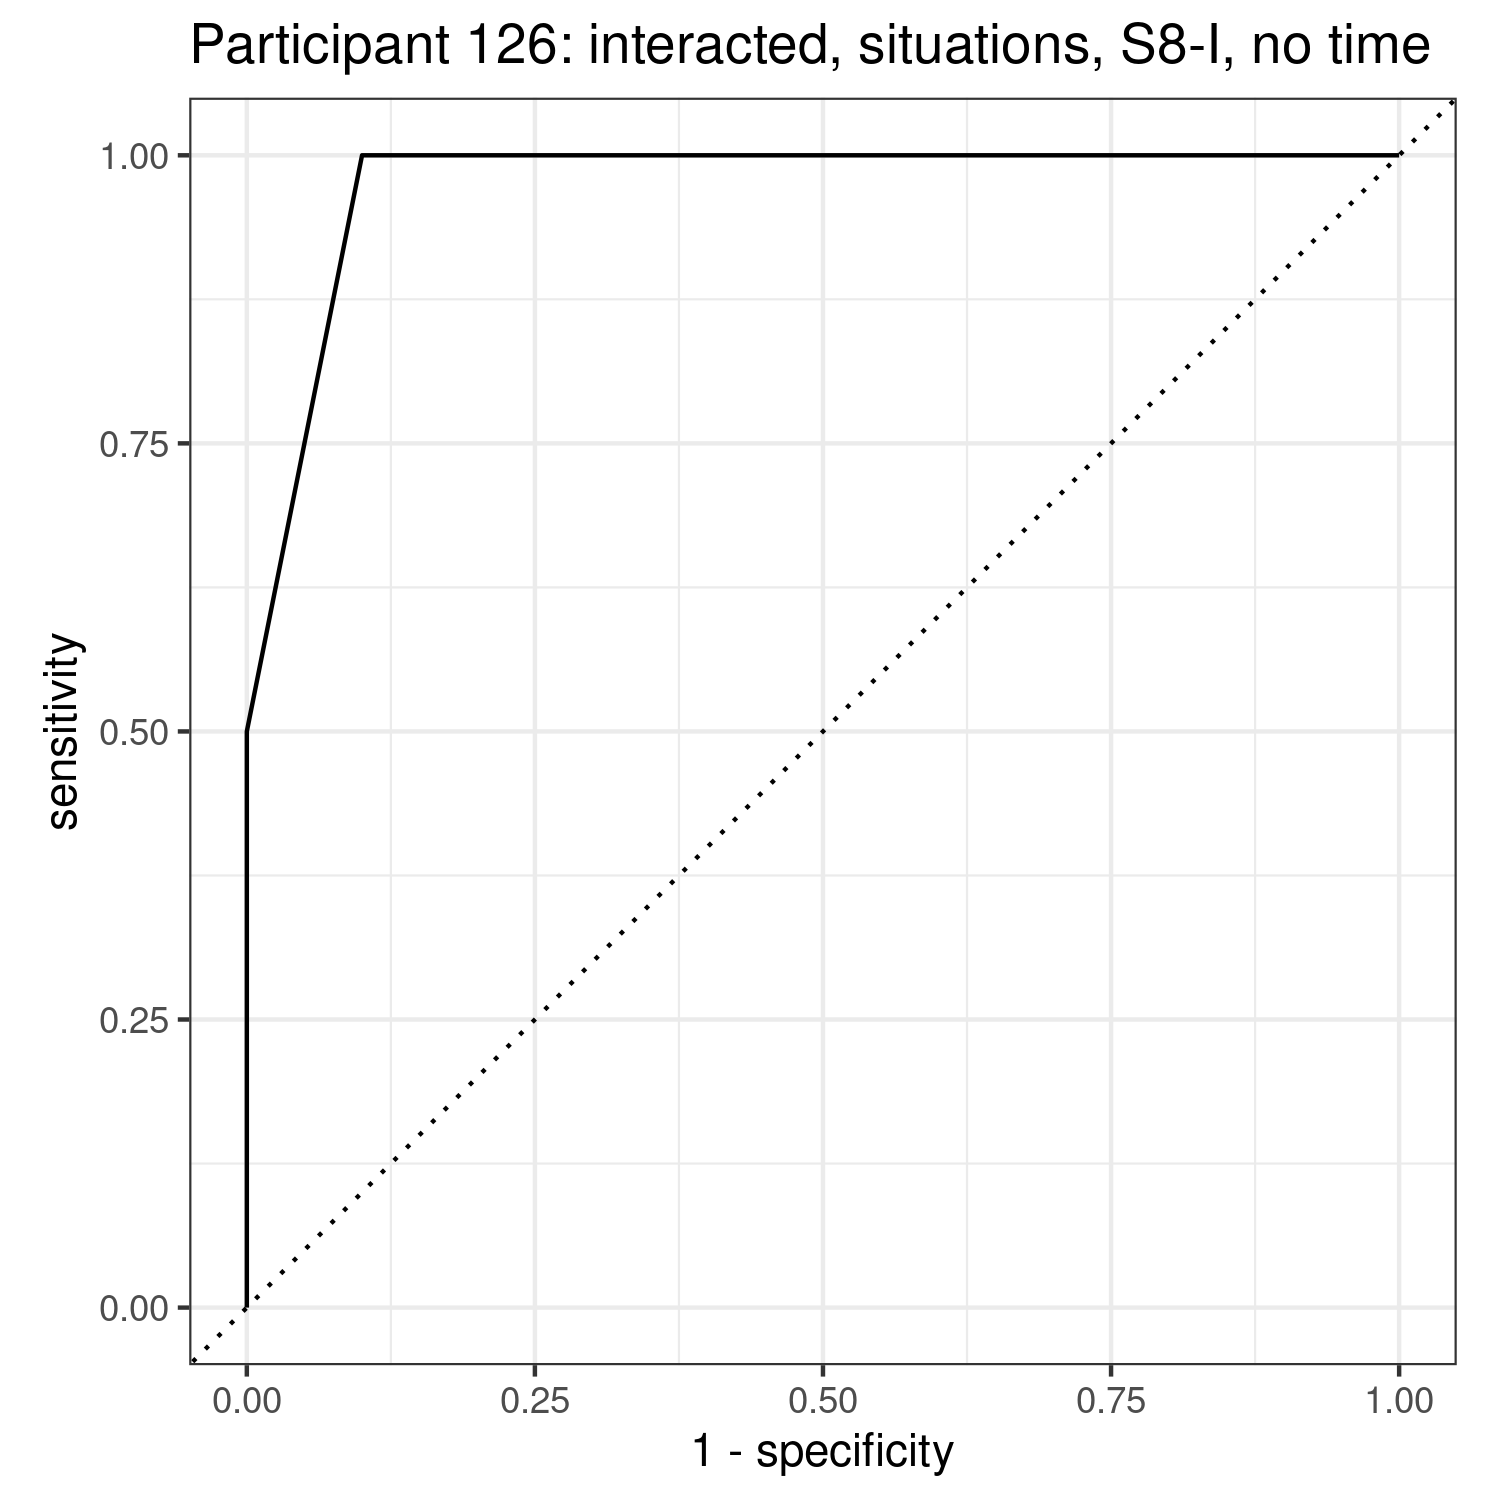 Participant 126: interacted, situations, S8-I, no time
1.00
0.75
0.50
0.25
0.00
sensitivity
0.00 0.25 0.50 0.75 1.00
1 - specificity